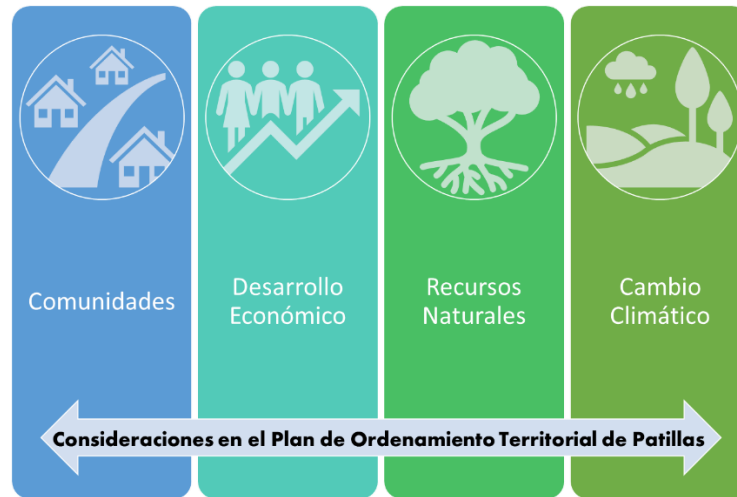 Comunidades
Desarrollo
Económico
Recursos
Naturales
Cambio
Climático
Consideraciones en el Plan de Ordenamiento Territorial de Patillas